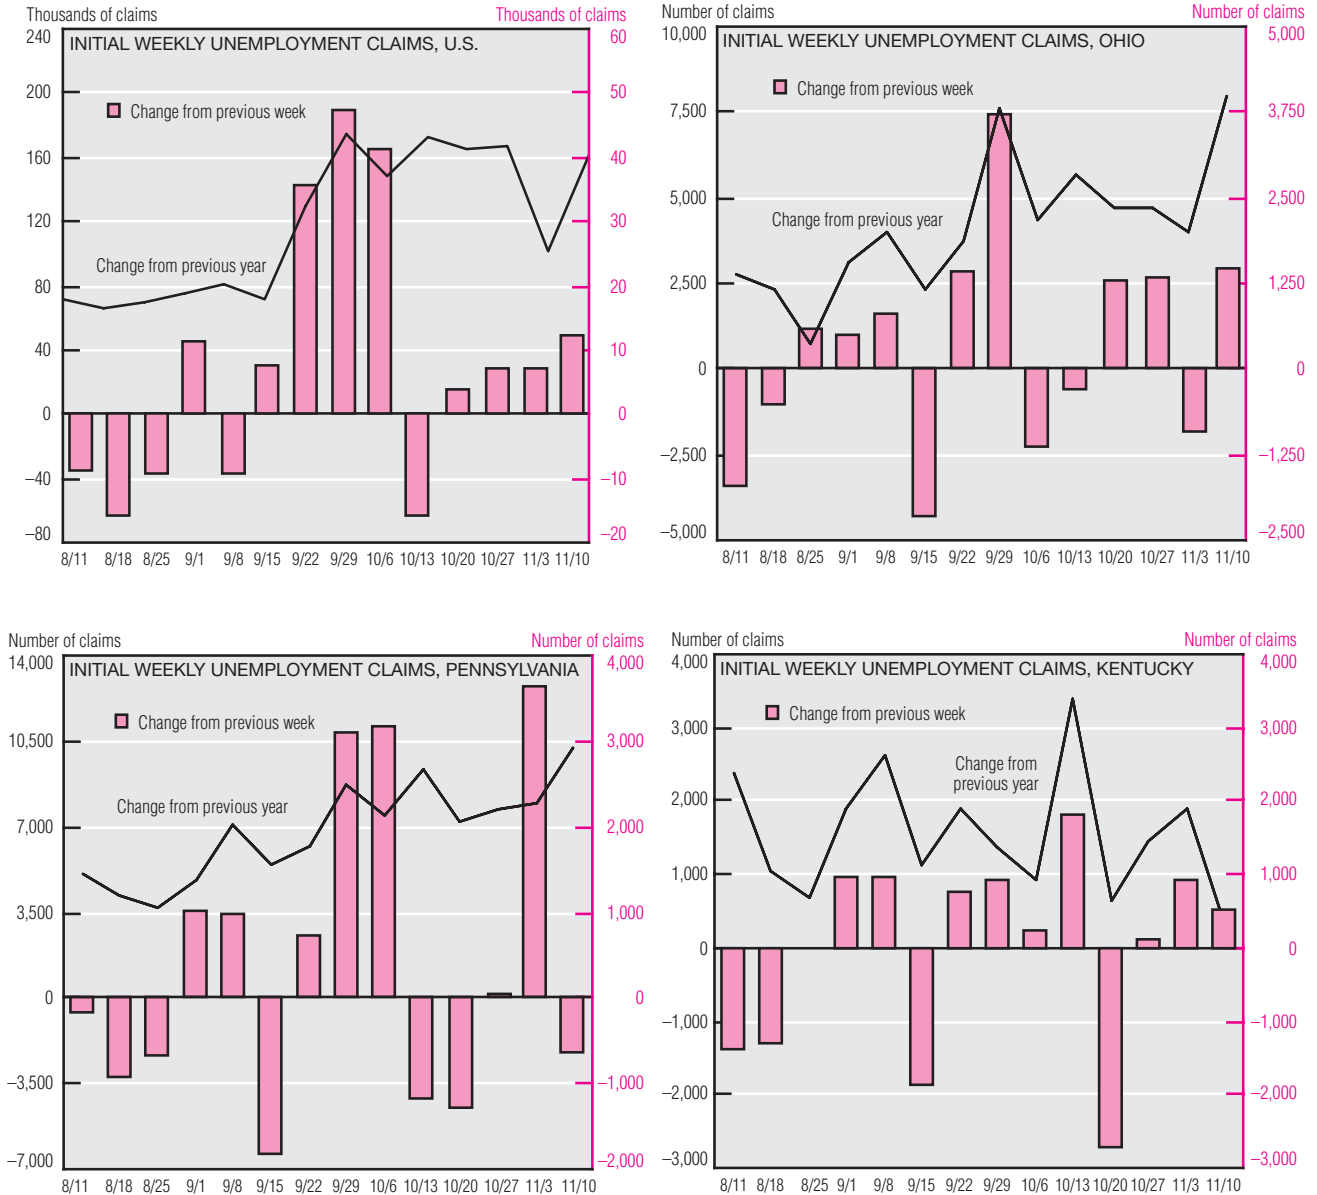 Thousands of claims
Thousands of claims
INITIAL WEEKLY UNEMPLOYMENT CLAIMS, U.S.
240
200
160
120
80
40
0
–40
–80
60
50
40
30
20
10
0
–10
–20
Change from previous week
Change from previous year
8/11 8/18 8/25 9/1 9/8 9/15 9/22 9/29 10/6 10/13 10/20 10/27 11/3 11/10
Number of claims
Number of claims
INITIAL WEEKLY UNEMPLOYMENT CLAIMS, OHIO
10,000
7,500
5,000
2,500
0
–2,500
–5,000
5,000
3,750
2,500
1,250
0
–1,250
–2,500
Change from previous week
Change from previous year
8/11 8/18 8/25 9/1 9/8 9/15 9/22 9/29 10/6 10/13 10/20 10/27 11/3 11/10
Number of claims
Number of claims
INITIAL WEEKLY UNEMPLOYMENT CLAIMS, PENNSYLVANIA
14,000
10,500
7,000
3,500
0
–3,500
–7,000
4,000
3,000
2,000
1,000
0
–1,000
–2,000
Change from previous week
Change from previous year
8/11 8/18 8/25 9/1 9/8 9/15 9/22 9/29 10/6 10/13 10/20 10/27 11/3 11/10
Number of claims
Number of claims
INITIAL WEEKLY UNEMPLOYMENT CLAIMS, KENTUCKY
4,000
3,000
2,000
1,000
0
–1,000
–2,000
–3,000
4,000
3,000
2,000
1,000
0
–1,000
–2,000
–3,000
Change from previous week
Change from
previous year
8/11 8/18 8/25 9/1 9/8 9/15 9/22 9/29 10/6 10/13 10/20 10/27 11/3 11/10